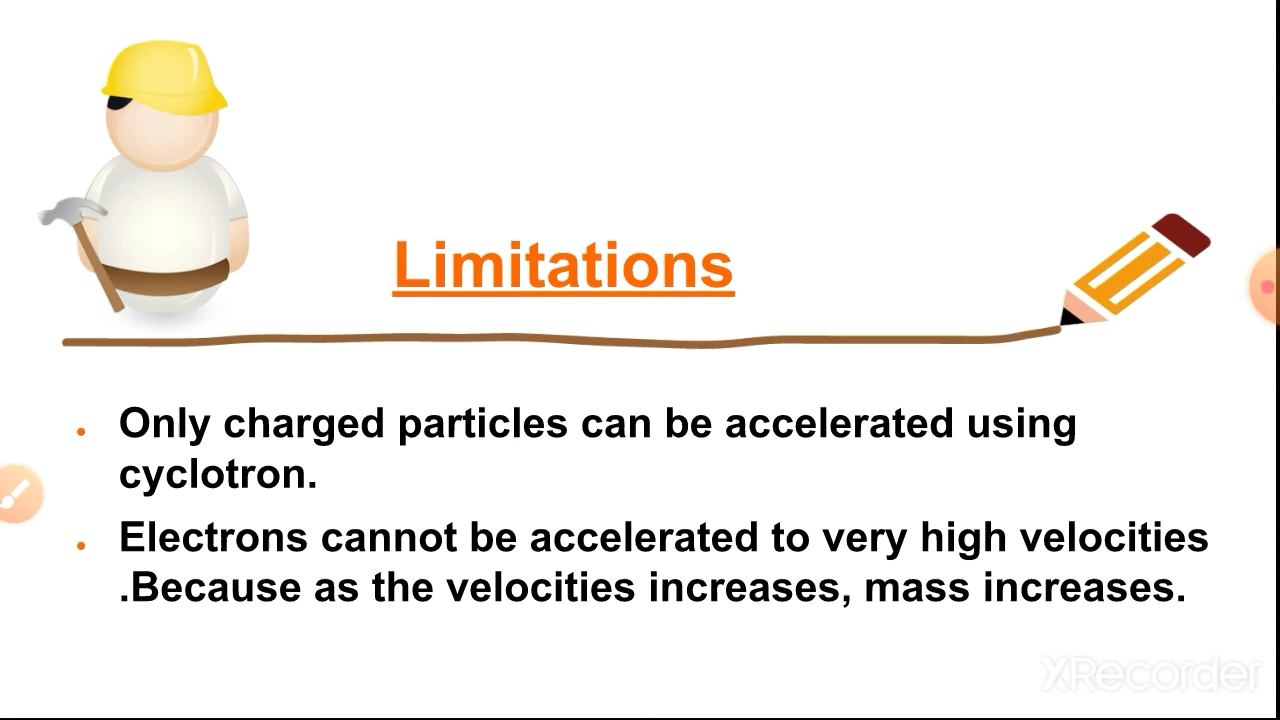 Limitations
Only charged particles can be accelerated using
cyclotron.
Electrons cannot be accelerated to very high velocities
.Because as the velocities increases, mass increases.
XRecorder